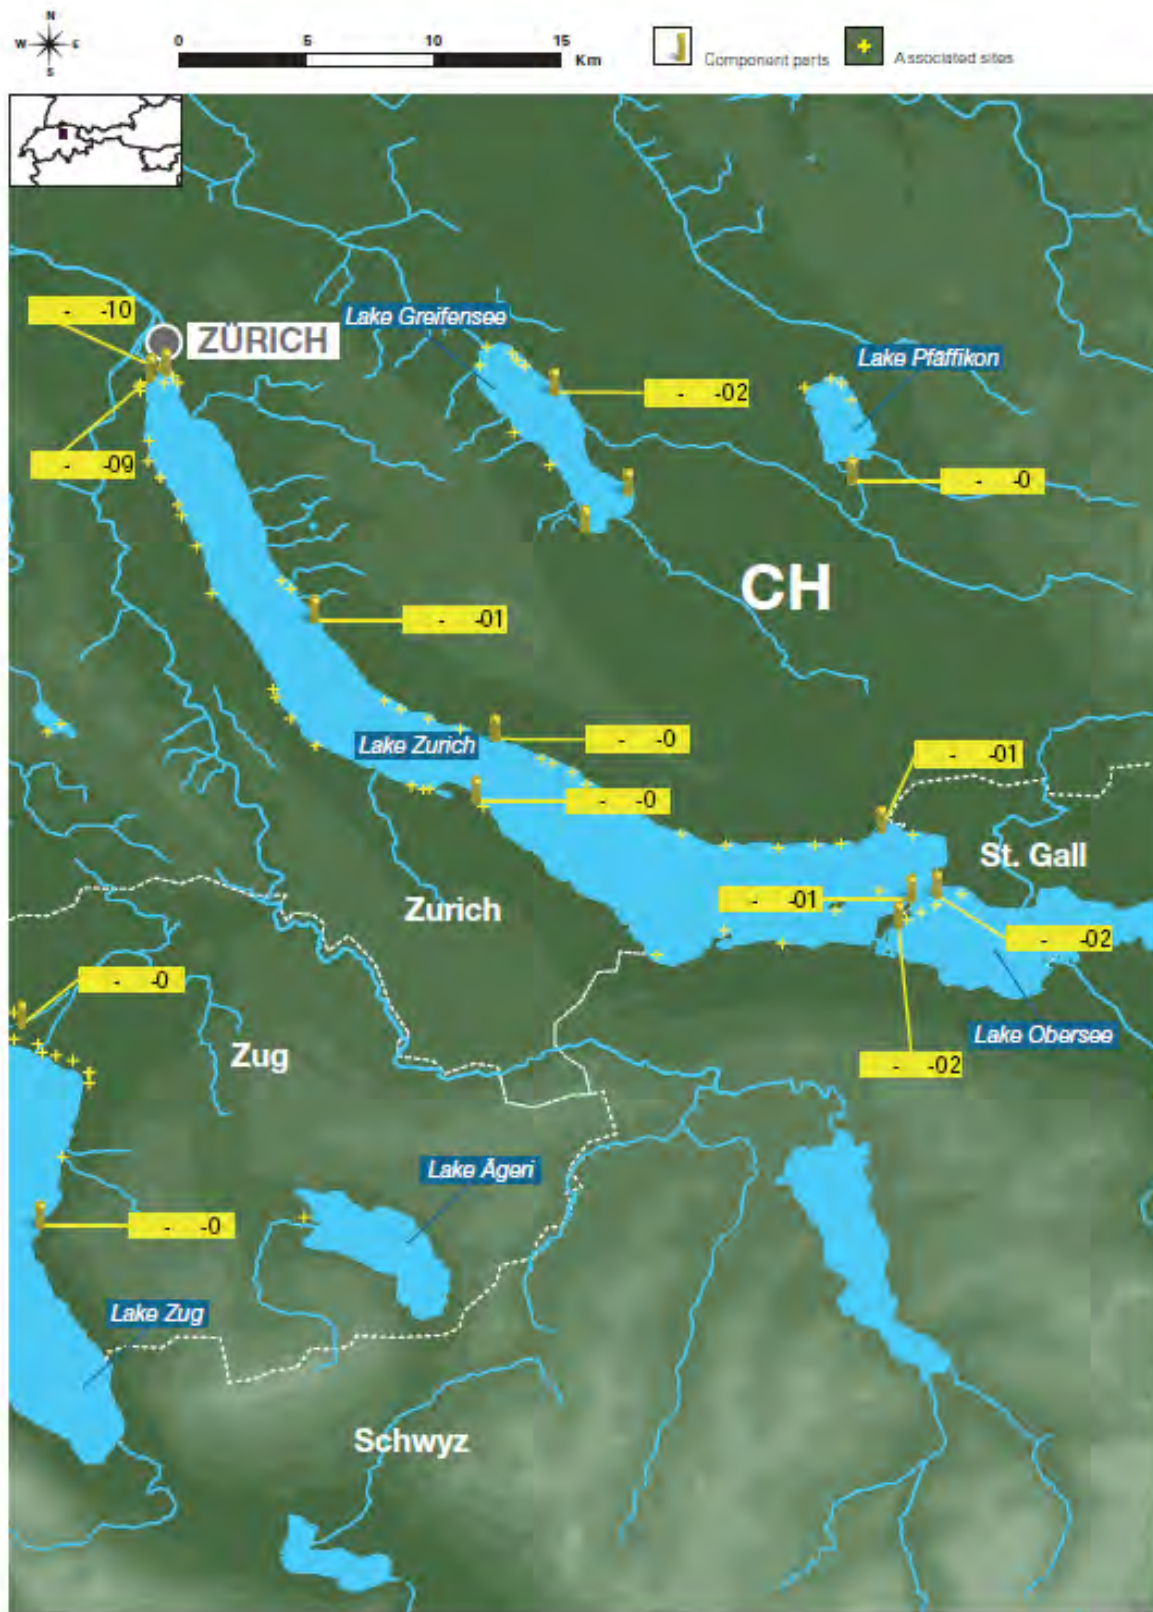 N
W E
S
0 5 10 15
Km
Component parts
Associated sites
- -10
ZÜRICH
Lake Greifensee
Lake Pfäffikon
- -02
- -09
- -0
CH
- -01
- -0
Lake Zurich
- -01
- -0
St. Gall
- -01
Zurich
- -02
- -0
Lake Obersee
Zug
- -02
Lake Ägeri
- -0
Lake Zug
Schwyz